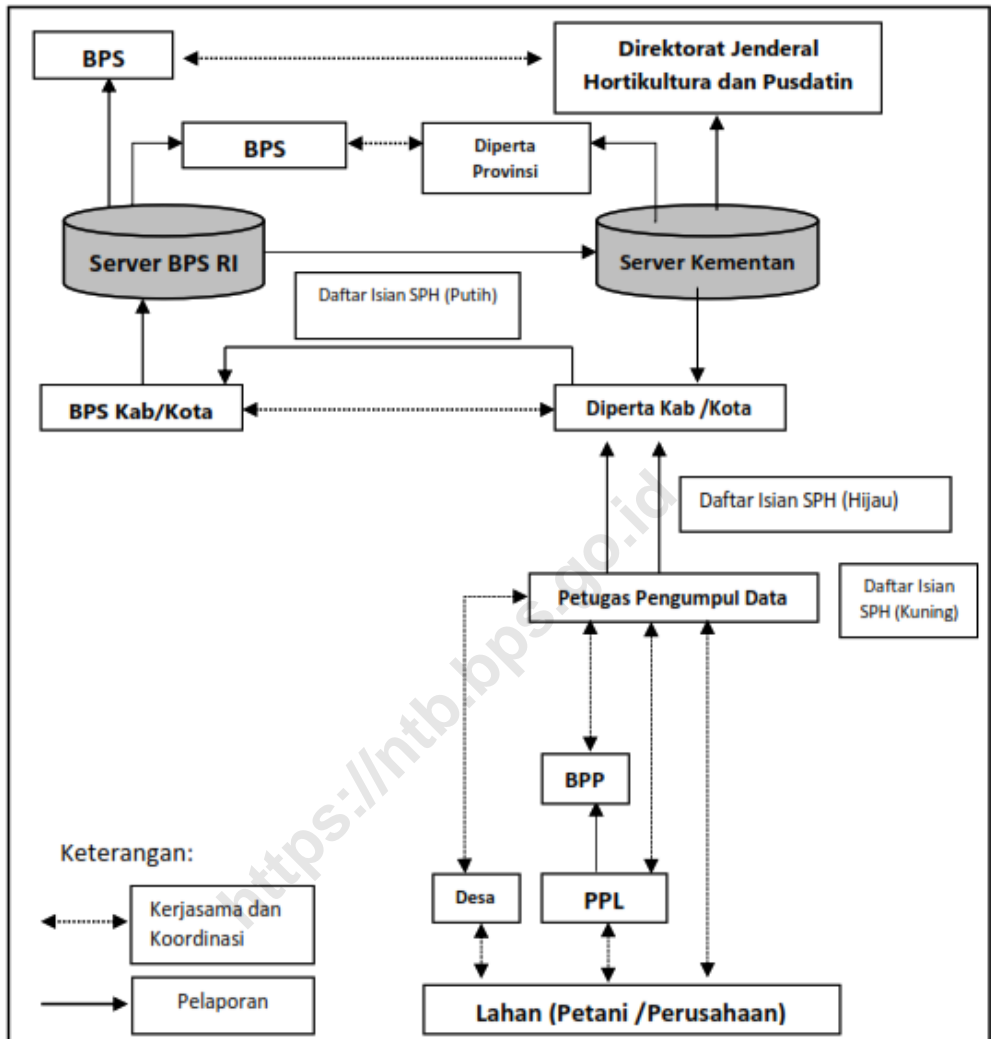 BPS
Direktorat Jenderal
Hortikultura dan Pusdatin
BPS
Diperta
Provinsi
Server BPS RI
Server Kementan
Daftar Isian SPH (Putih)
BPS Kab/Kota
Diperta Kab /Kota
Daftar Isian SPH (Hijau)
Petugas Pengumpul Data
Daftar Isian
SPH (Kuning)
BPP
Keterangan:
Desa
PPL
Kerjasama dan
Koordinasi
Pelaporan
Lahan (Petani /Perusahaan)
https://ntb.bps.go.id